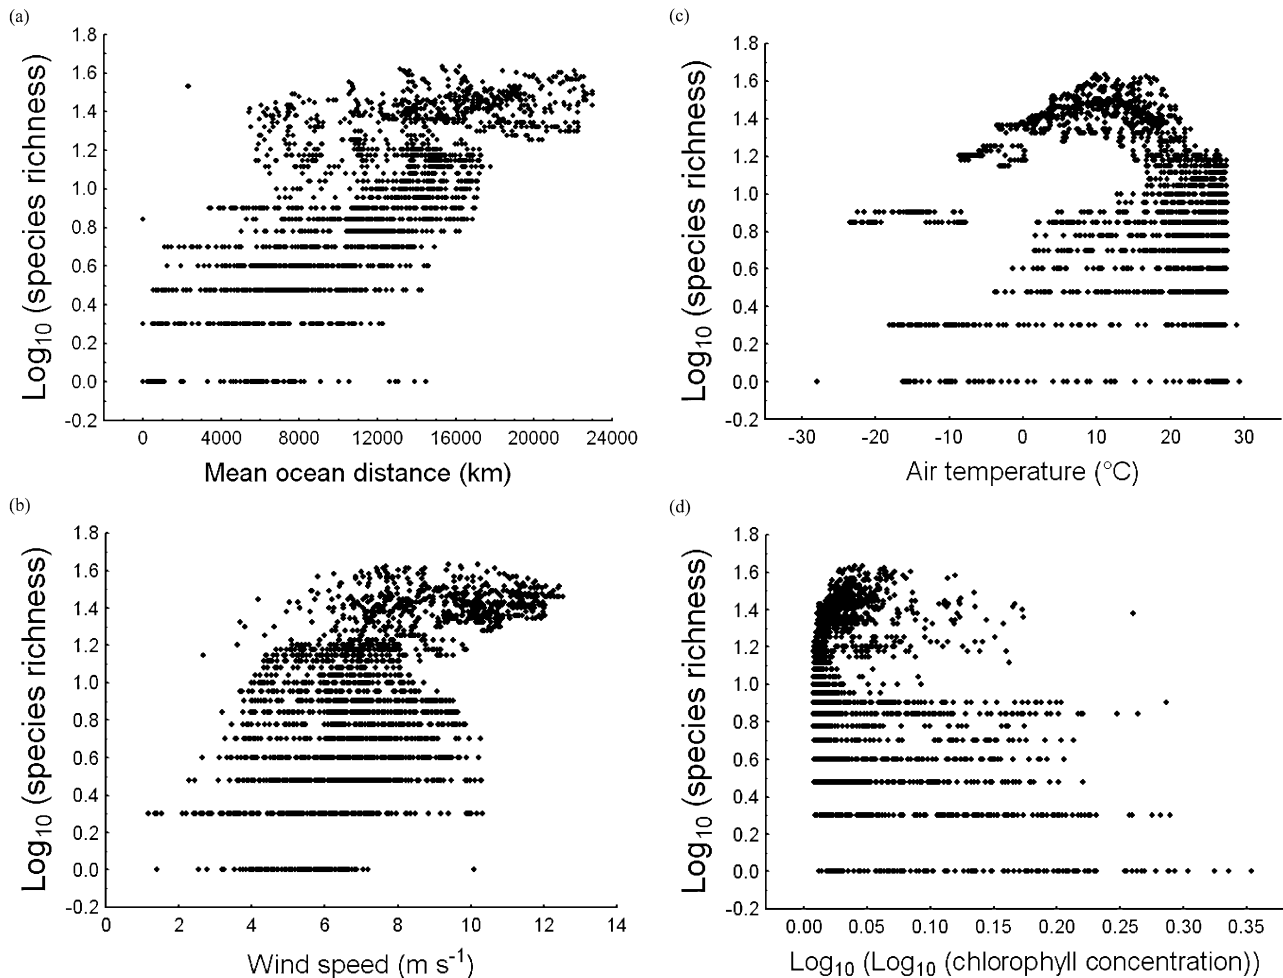 (a)
1.8
1.6
1.4
1.2
1.0
0.8
0.6
0.4
0.2
0.0
-0.2
Log10 (species richness)
0 4000 8000 12000 16000 20000 24000
Mean ocean distance (km)
(c)
1.8
1.6
1.4
1.2
1.0
0.8
0.6
0.4
0.2
0.0
-0.2
Log10 (species richness)
-30 -20 -10 0 10 20 30
Air temperature (°C)
(b)
1.8
1.6
1.4
1.2
1.0
0.8
0.6
0.4
0.2
0.0
-0.2
Log10 (species richness)
0 2 4 6 8 10 12 14
Wind speed (m s-1)
(d)
1.8
1.6
1.4
1.2
1.0
0.8
0.6
0.4
0.2
0.0
-0.2
Log10 (species richness)
0.00 0.05 0.10 0.15 0.20 0.25 0.30 0.35
Log10 (Log10 (chlorophyll concentration))